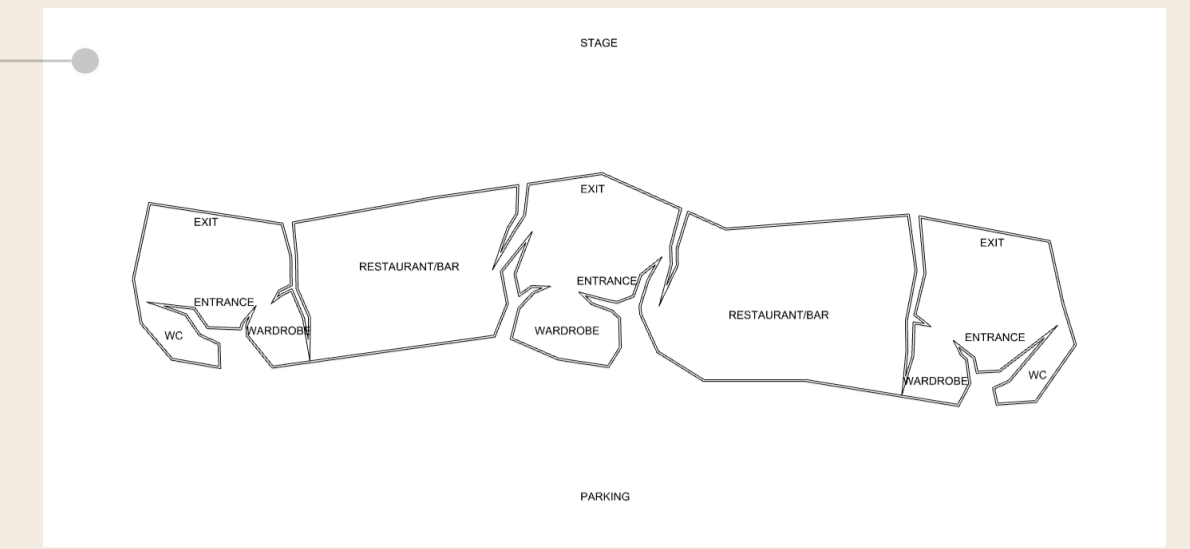 STAGE
EXIT
EXIT
EXIT
RESTAURANT/BAR
ENTRANCE
ENTRANCE
RESTAURANT/BAR
ENTRANCE
WC
WARDROBE
WARDROBE
WC
WARDROBE
PARKING